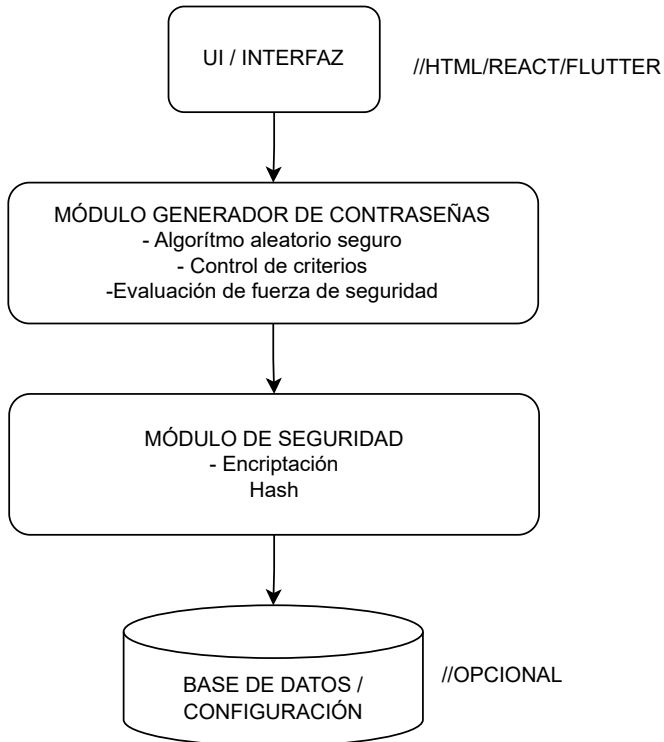 UI / INTERFAZ
//HTML/REACT/FLUTTER
MÓDULO GENERADOR DE CONTRASEÑAS
- Algorítmo aleatorio seguro
- Control de criterios
-Evaluación de fuerza de seguridad
MÓDULO DE SEGURIDAD
- Encriptación
Hash
//OPCIONAL
BASE DE DATOS /
CONFIGURACIÓN